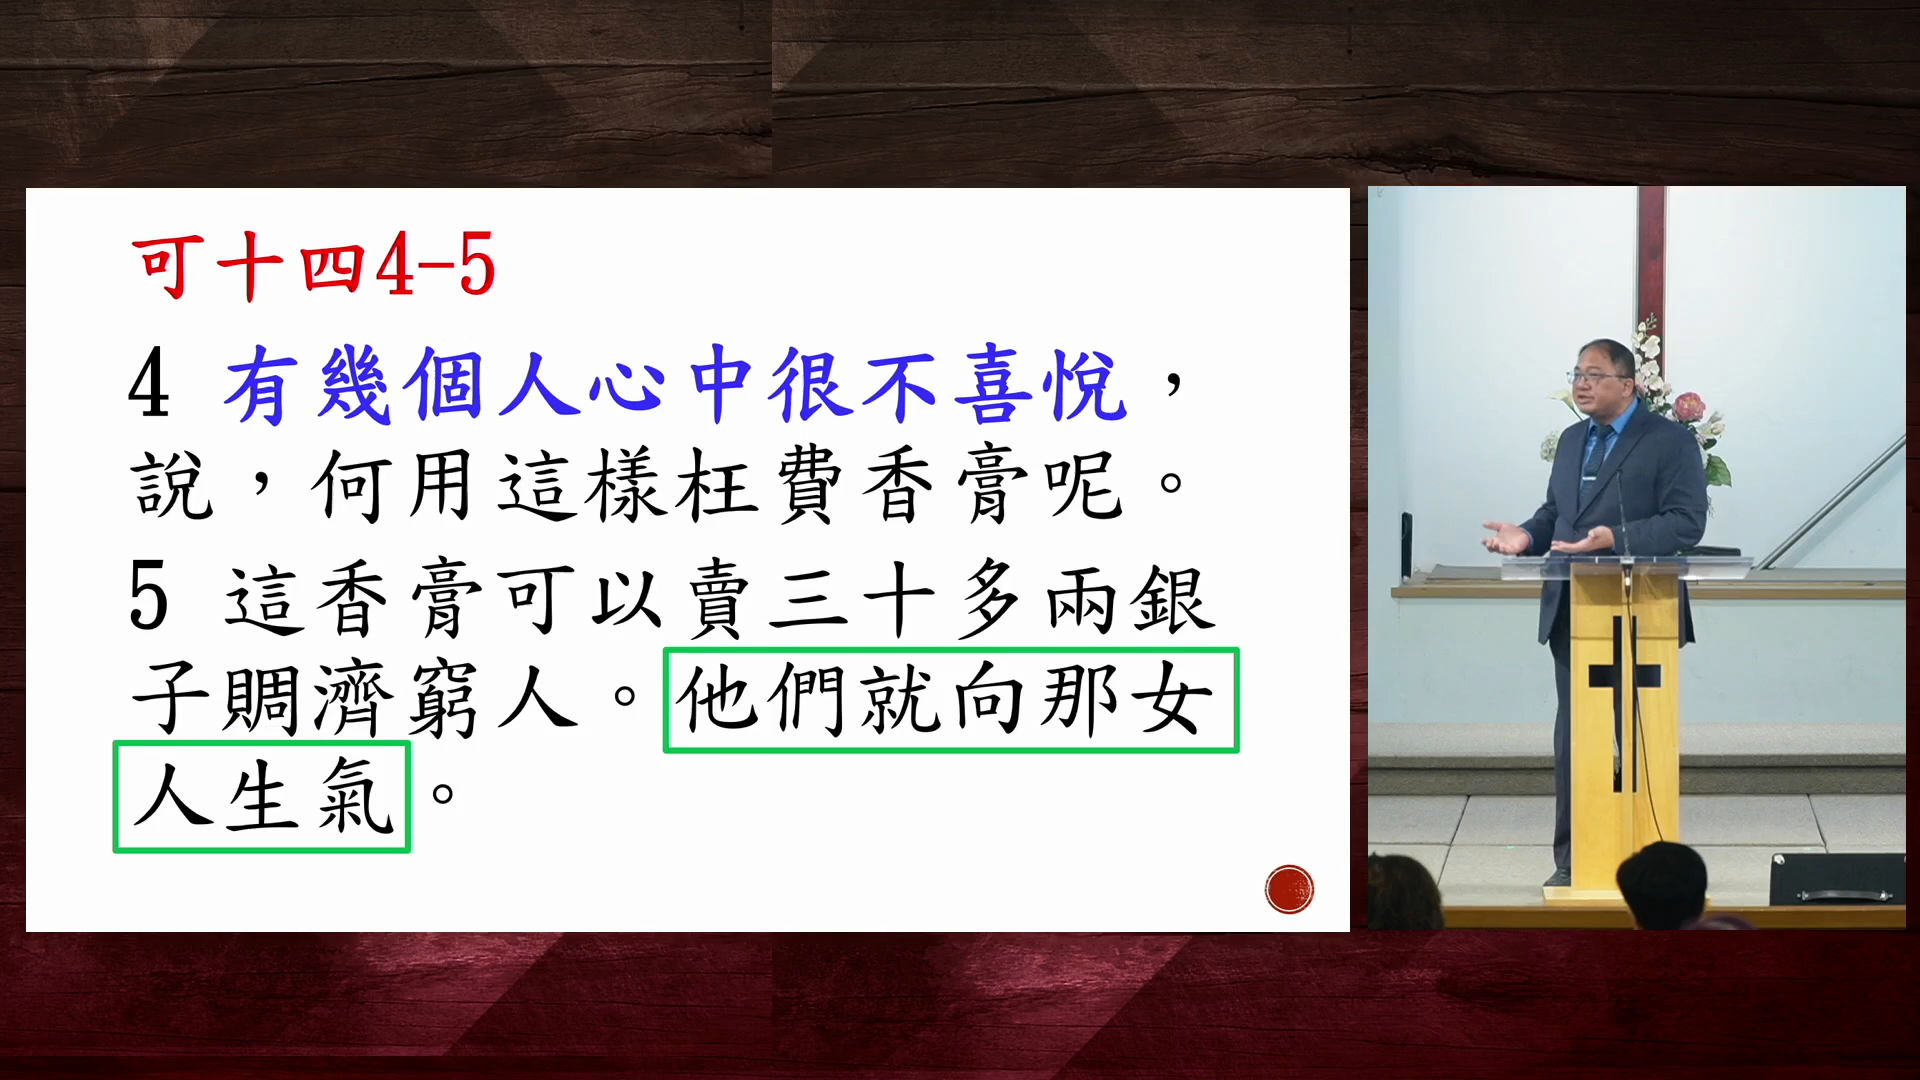 可十四4-5
4 有幾個人心中很不喜悅，
說，何用這樣枉費香膏呢。
5 這香膏可以賣三十多兩銀
子賙濟窮人。他們就向那女
人生氣。